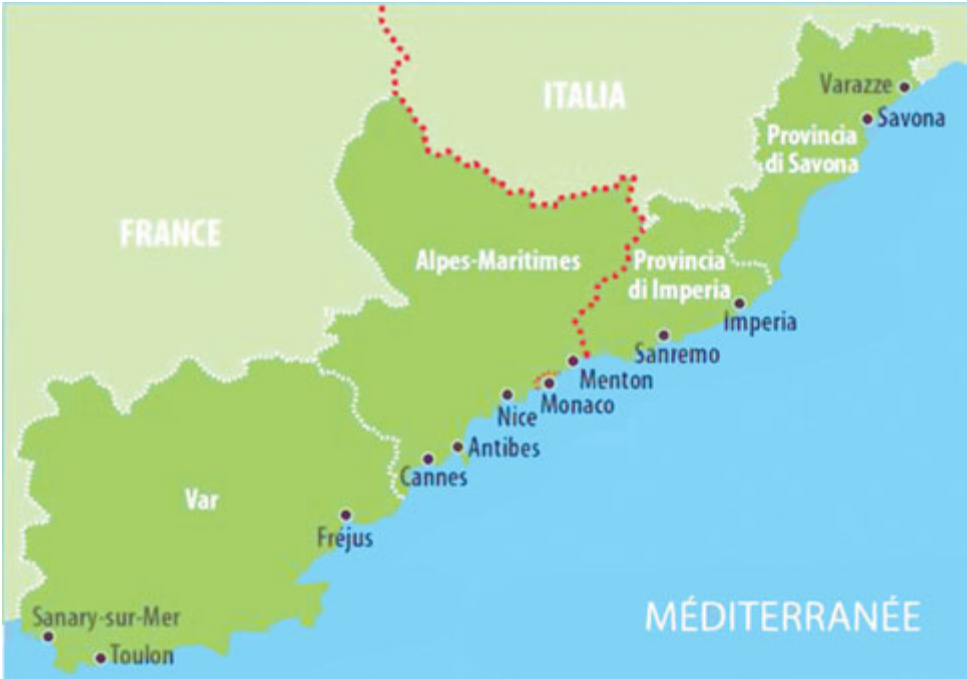 ITALIA
Varazze
Savona
Provincia
di Savona
FRANCE
Alpes-Maritimes
Provincia
di Imperia
Imperia
Sanremo
Menton
Monaco
Nice
Antibes
Cannes
Var
Fréjus
Sanary-sur-Mer
Toulon
MÉDITERRANÉE